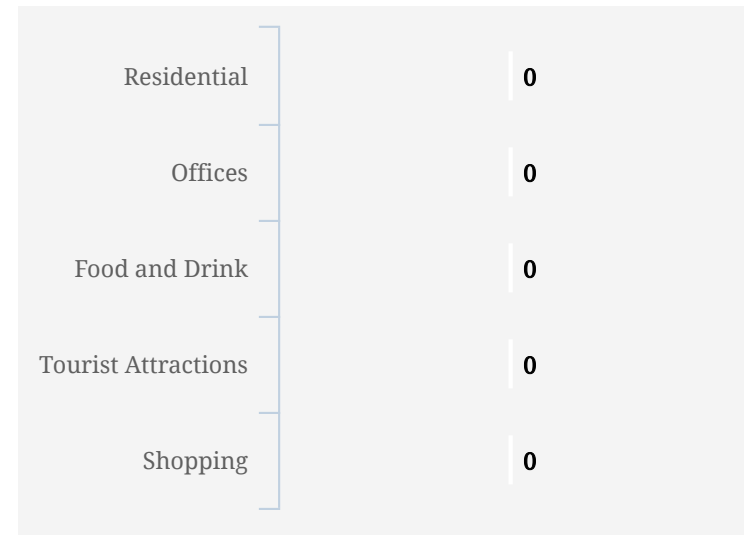 Residential 0
Offices 0
Food and Drink 0
Tourist Attractions 0
Shopping 0